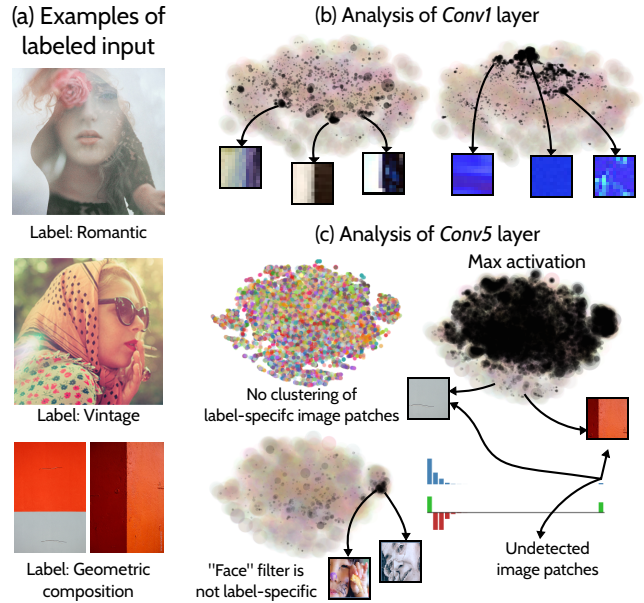 (a) Examples of
labeled input
Label: Romantic
Label: Vintage
Label: Geometric
composition
(b) Analysis of Conv1 layer
(c) Analysis of Conv5 layer
Max activation
No clustering of
label-specifc image patches
"Face" filter is
not label-specific
Undetected
image patches